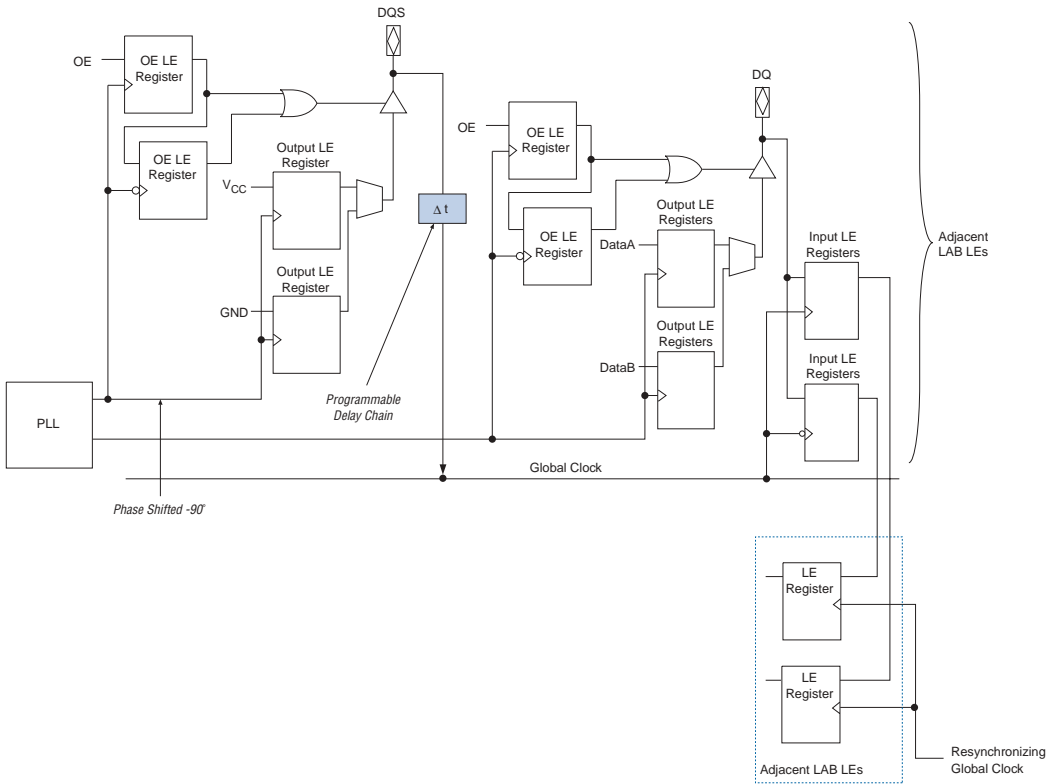 DQS
OE
OE LE
Register
OE LE
Register
Output LE
Register
VCC
Δ t
Output LE
Register
GND
PLL
Phase Shifted -90°
Programmable
Delay Chain
DQ
OE
OE LE
Register
OE LE
Register
Output LE
Registers
DataA
Output LE
Registers
DataB
Input LE
Registers
Input LE
Registers
Adjacent
LAB LEs
Global Clock
LE
Register
LE
Register
Adjacent LAB LEs
Resynchronizing
Global Clock